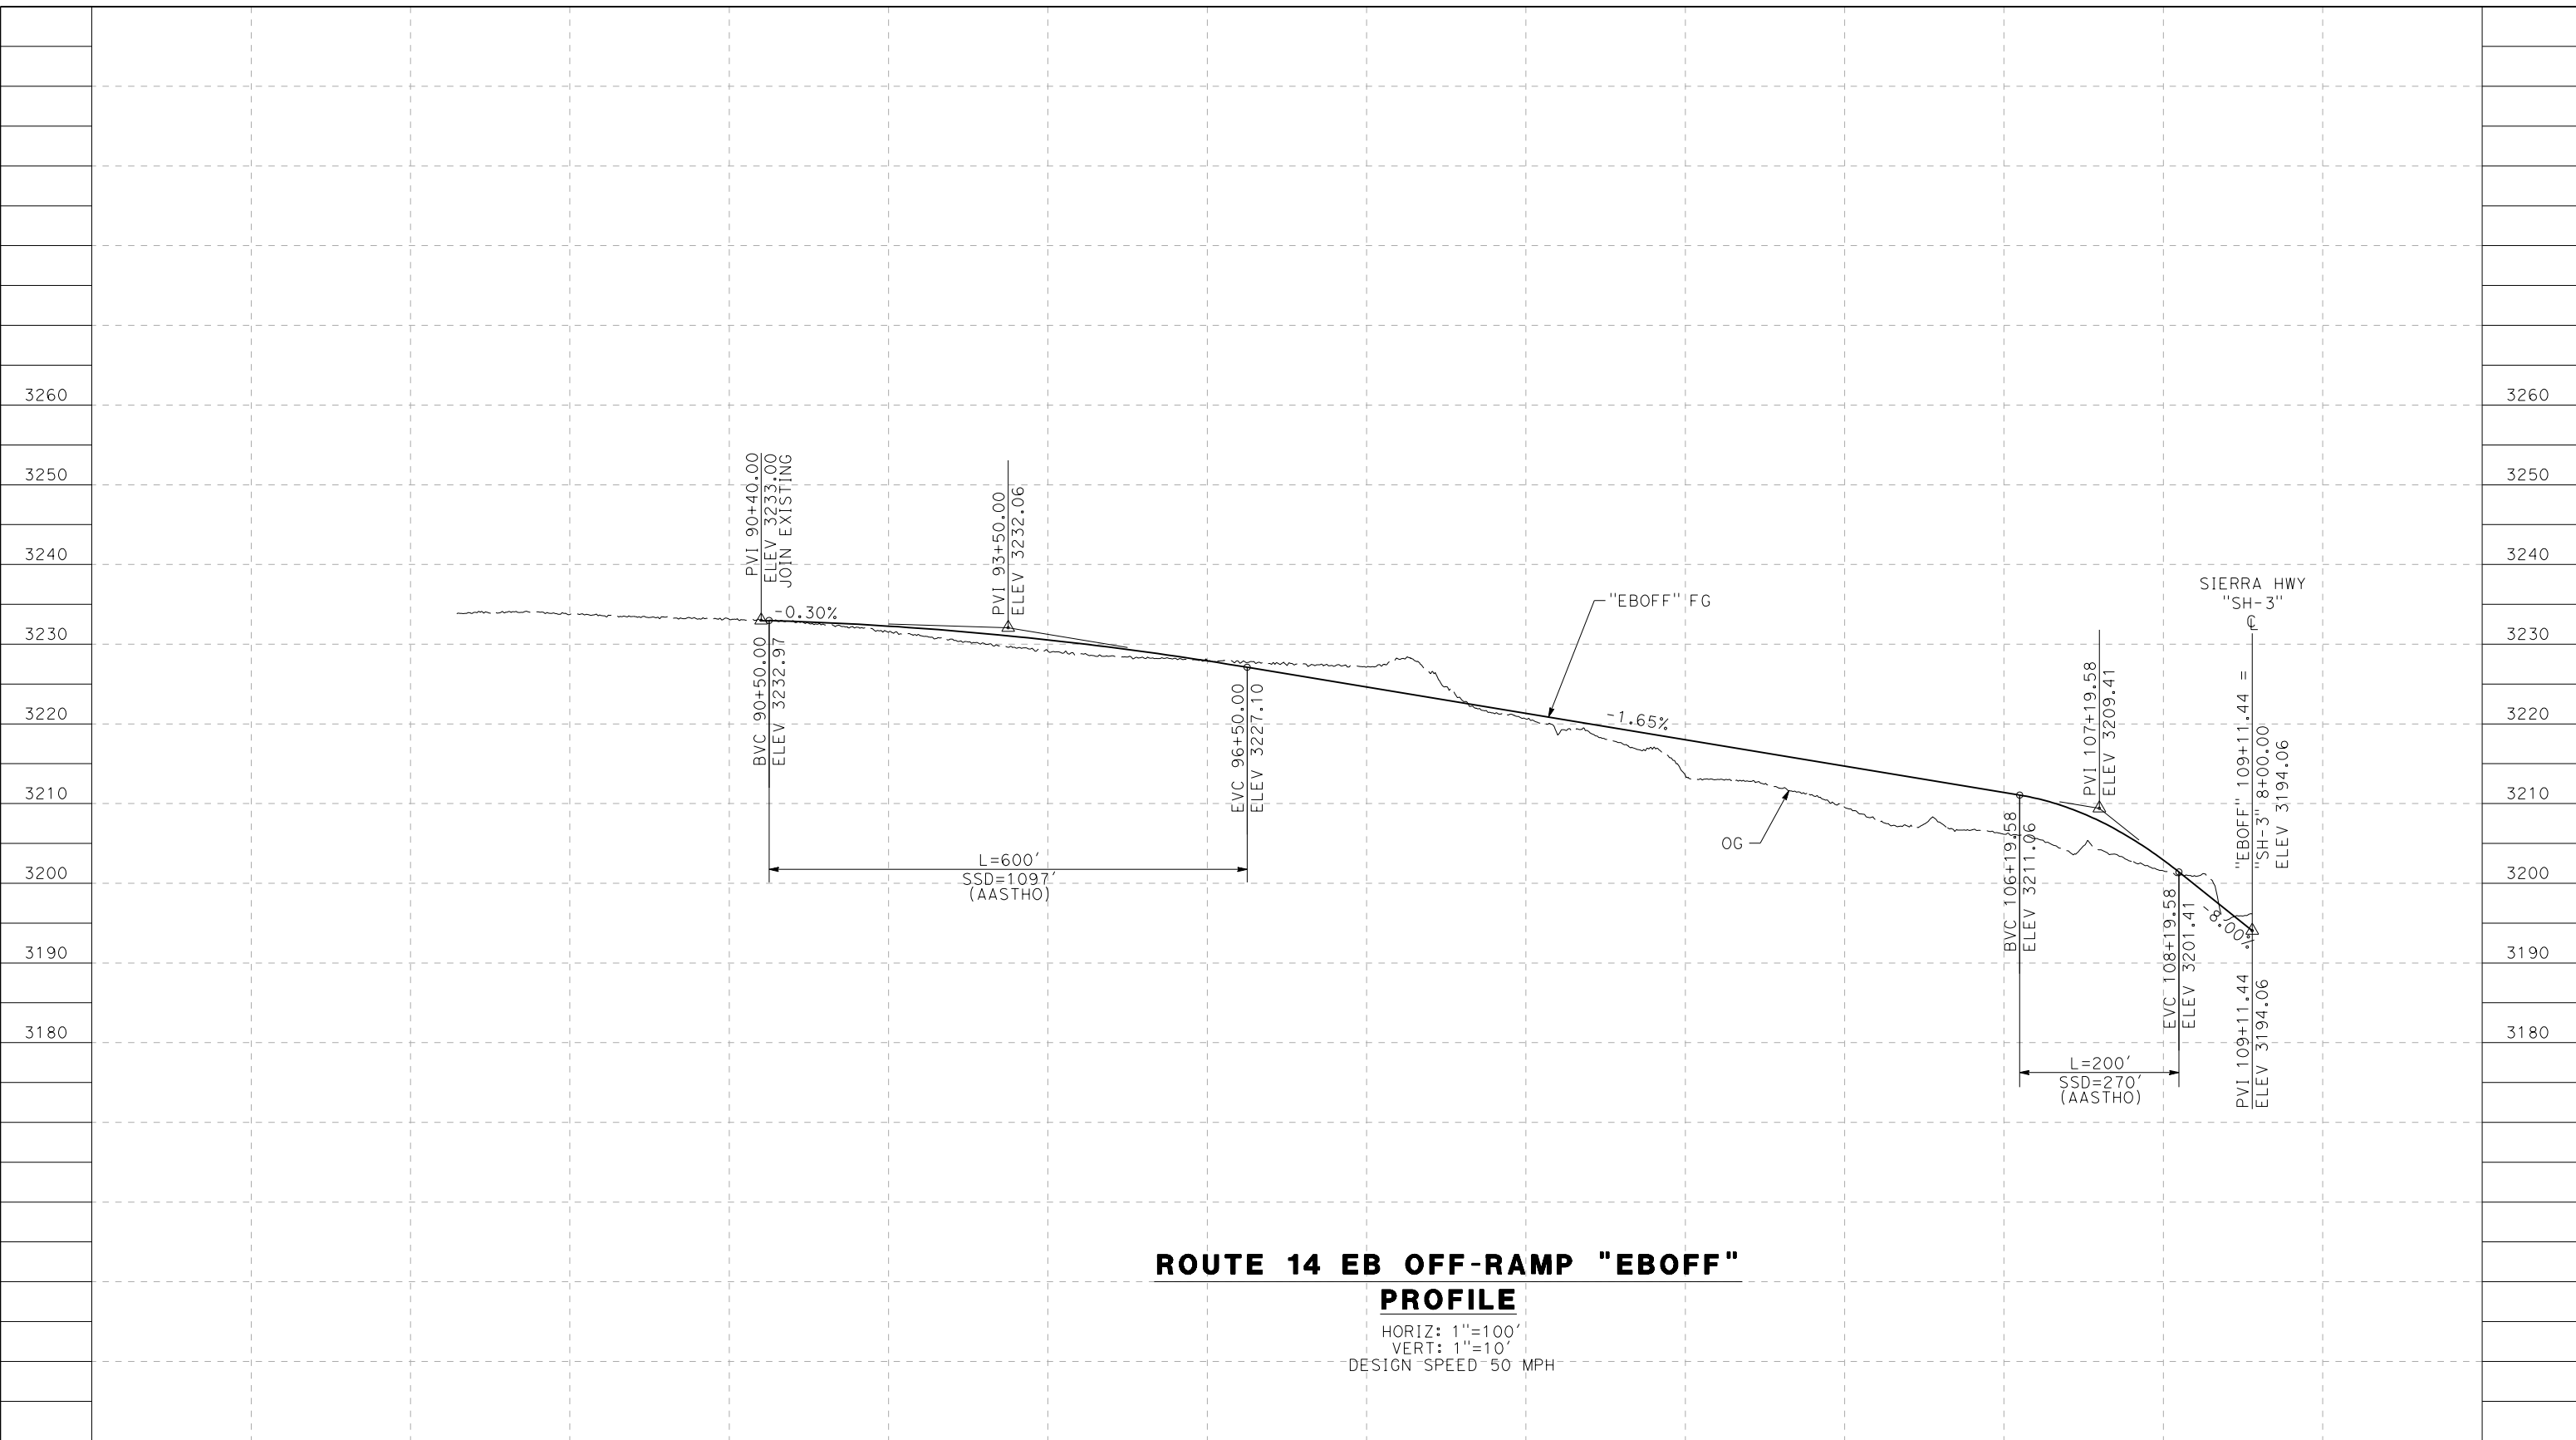 3260
3250
3240
3230
3220
3210
3200
3190
3180
PVI 90+40.00
ELEV 3233.00
JOIN EXISTING
-0.30%
BVC 90+50.00
ELEV 3232.97
PVI 93+50.00
ELEV 3232.06
EVC 96+50.00
ELEV 3227.10
L=600'
SSD=1097'
(AASTHO)
"EBOFF" FG
-1.65%
OG
BVC 106+19.58
ELEV 3211.06
PVI 107+19.58
ELEV 3209.41
EVC 108+19.58
ELEV 3201.41
L=200'
SSD=270'
(AASTHO)
-8.00%
SIERRA HWY
"SH-3"
℄
"EBOFF" 109+11.44 =
"SH-3" 8+00.00
ELEV 3194.06
PVI 109+11.44
ELEV 3194.06
3260
3250
3240
3230
3220
3210
3200
3190
3180
ROUTE 14 EB OFF-RAMP "EBOFF"
PROFILE
HORIZ: 1"=100'
VERT: 1"=10'
DESIGN SPEED 50 MPH